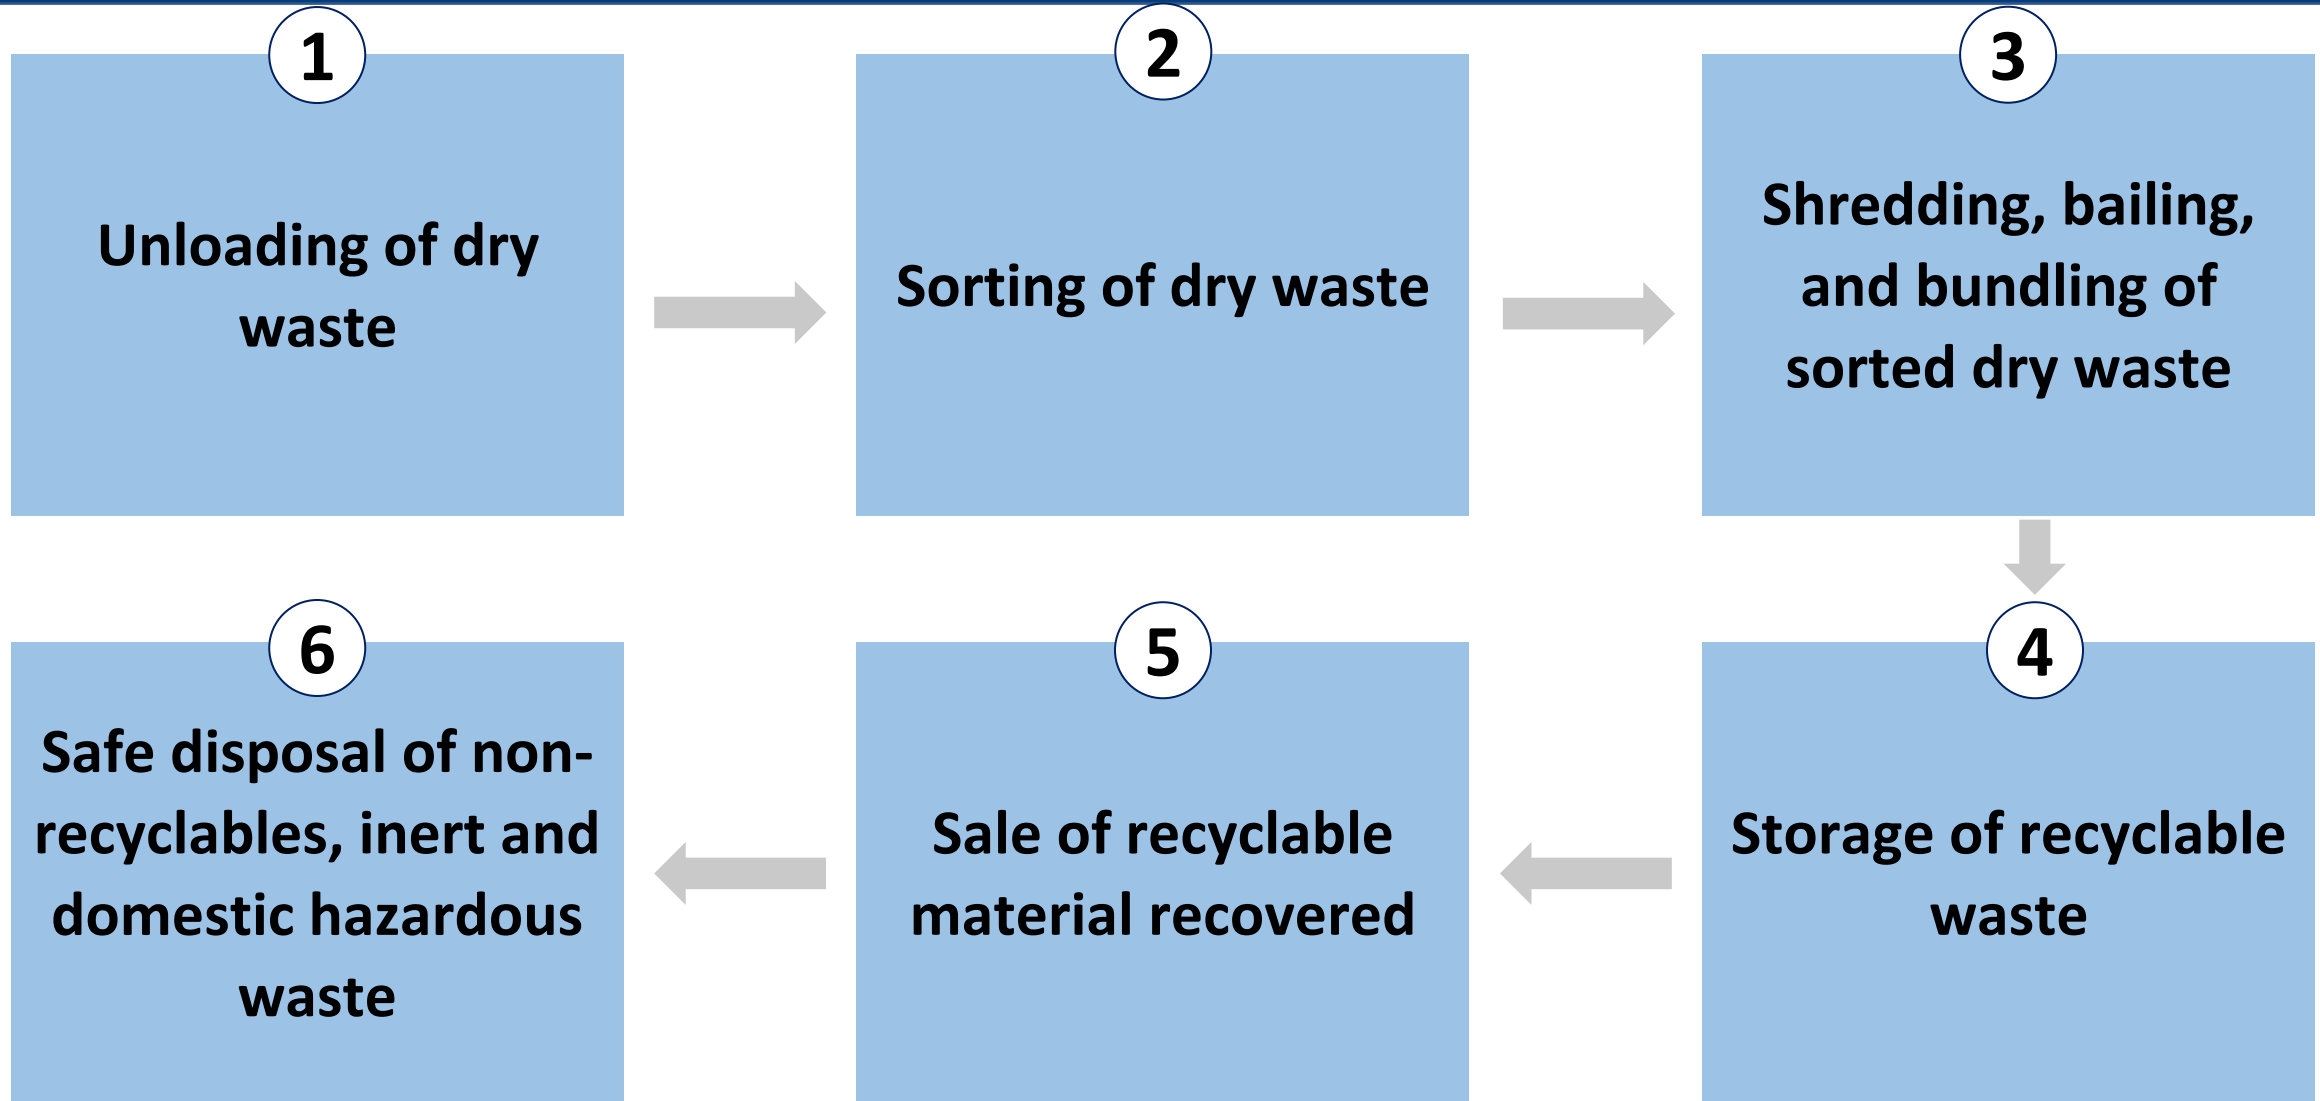 1
Unloading of dry
waste
2
Sorting of dry waste
3
Shredding, bailing,
and bundling of
sorted dry waste
4
Storage of recyclable
waste
5
Sale of recyclable
material recovered
6
Safe disposal of non-
recyclables, inert and
domestic hazardous
waste